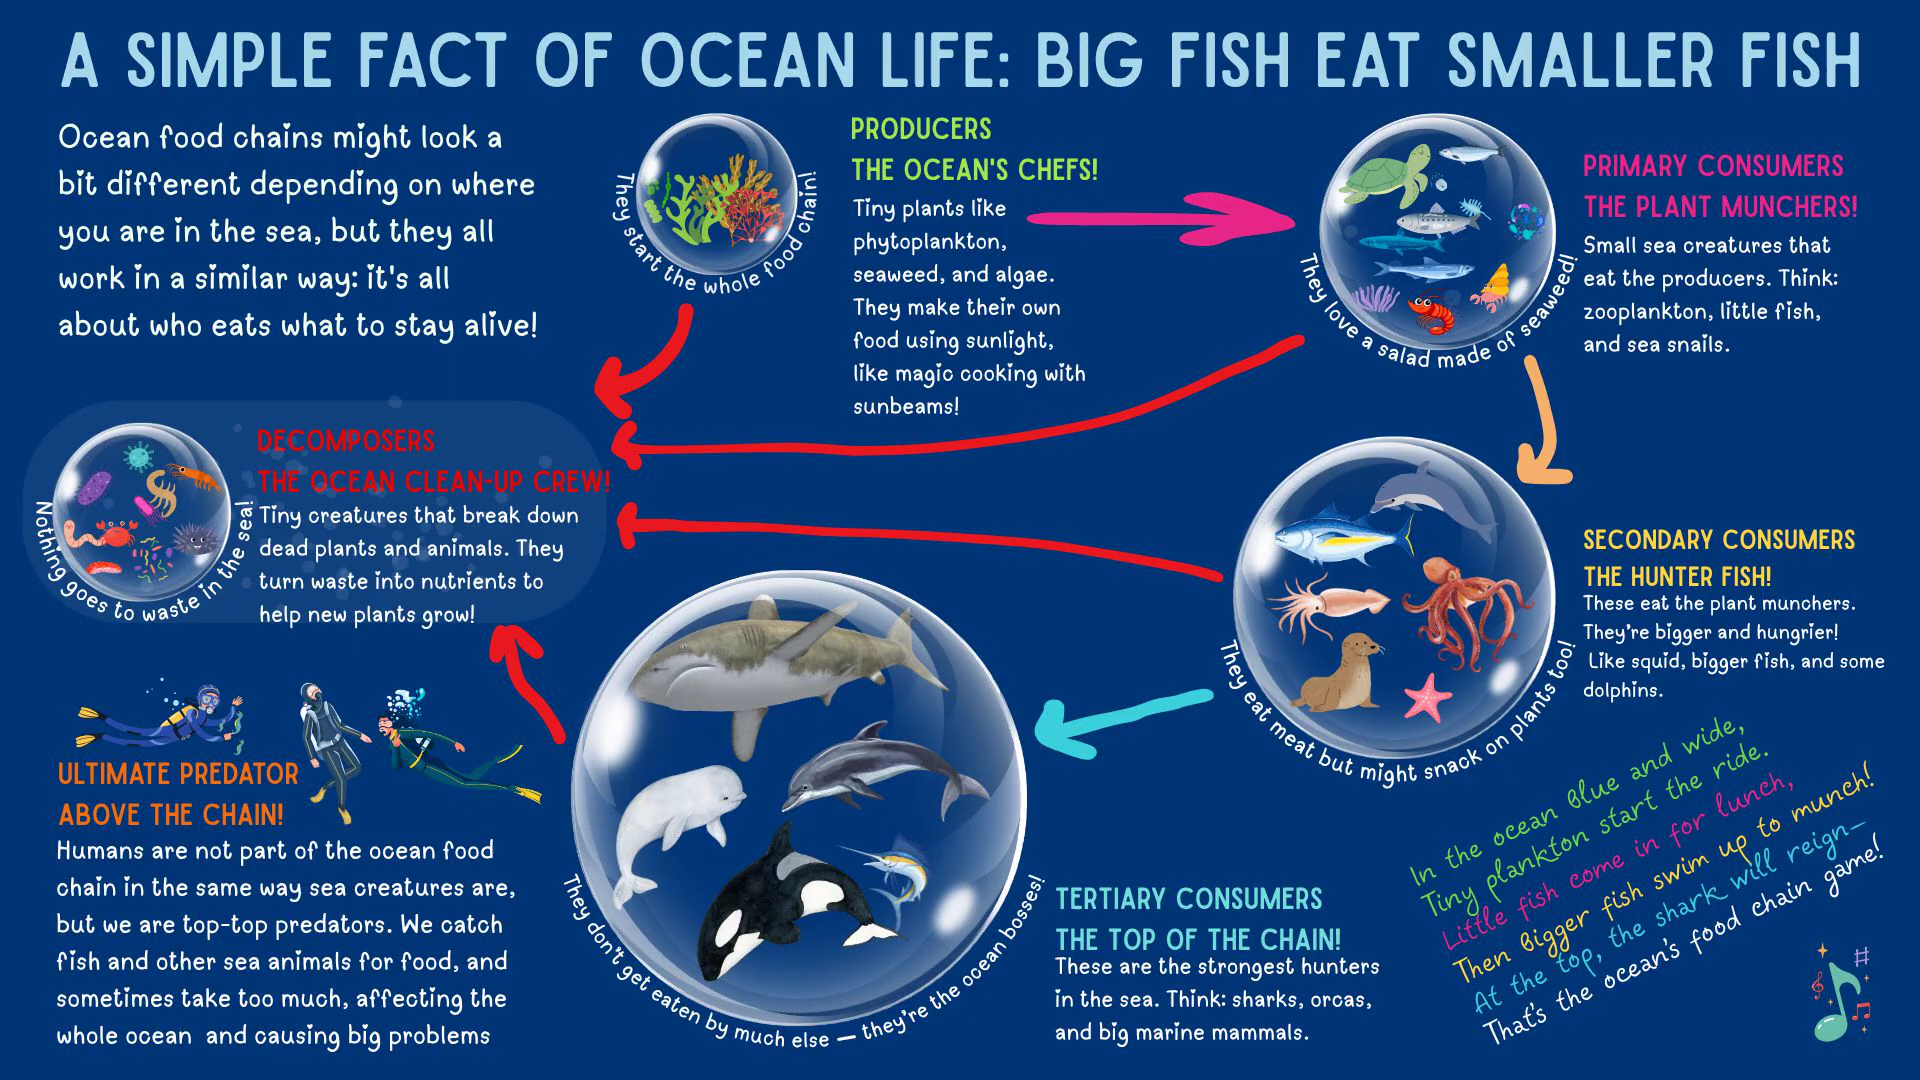 A SIMPLE FACT OF OCEAN LIFE: BIG FISH EAT SMALLER FISH
Ocean food chains might look a
bit different depending on where
you are in the sea, but they all
work in a similar way: it's all
about who eats what to stay alive!
They start the whole food chain!
PRODUCERS
THE OCEAN'S CHEFS!
Tiny plants like
phytoplankton,
seaweed, and algae.
They make their own
food using sunlight,
like magic cooking with
sunbeams!
They love a salad made of seaweed!
PRIMARY CONSUMERS
THE PLANT MUNCHERS!
Small sea creatures that
eat the producers. Think:
zooplankton, little fish,
and sea snails.
Nothing goes to waste in the sea!
DECOMPOSERS
THE OCEAN CLEAN-UP CREW!
Tiny creatures that break down
dead plants and animals. They
turn waste into nutrients to
help new plants grow!
They eat meat but might snack on plants too!
SECONDARY CONSUMERS
THE HUNTER FISH!
These eat the plant munchers.
They're bigger and hungrier!
Like squid, bigger fish, and some
dolphins.
ULTIMATE PREDATOR
ABOVE THE CHAIN!
Humans are not part of the ocean food
chain in the same way sea creatures are,
but we are top-top predators. We catch
fish and other sea animals for food, and
sometimes take too much, affecting the
whole ocean and causing big problems
They don't get eaten by much else — they're the ocean bosses!
TERTIARY CONSUMERS
THE TOP OF THE CHAIN!
These are the strongest hunters
in the sea. Think: sharks, orcas,
and big marine mammals.
In the ocean blue and wide,
Tiny plankton start the ride.
Little fish come in for lunch,
Then bigger fish swim up to munch!
At the top, the shark will reign—
That's the ocean's food chain game!